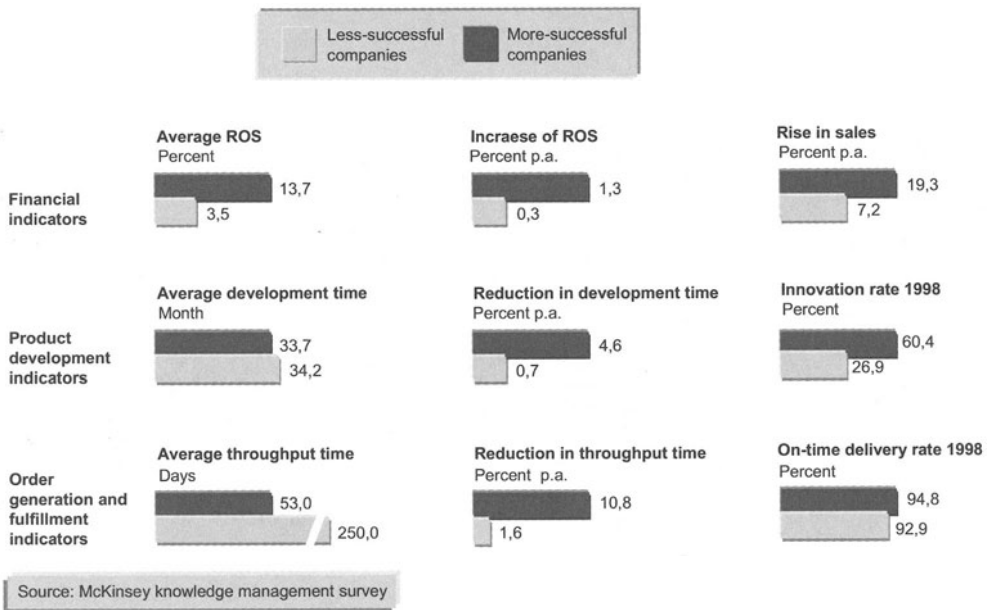 Less-successful
companies
More-successful
companies
Financial
indicators
Average ROS
Percent
13,7
3,5
Incraese of ROS
Percent p.a.
1,3
0,3
Rise in sales
Percent p.a.
19,3
7,2
Product
development
indicators
Average development time
Month
33,7
34,2
Reduction in development time
Percent p.a.
4,6
0,7
Innovation rate 1998
Percent
60,4
26,9
Order
generation and
fulfillment
indicators
Average throughput time
Days
53,0
250,0
Reduction in throughput time
Percent p.a.
10,8
1,6
On-time delivery rate 1998
Percent
94,8
92,9
Source: McKinsey knowledge management survey